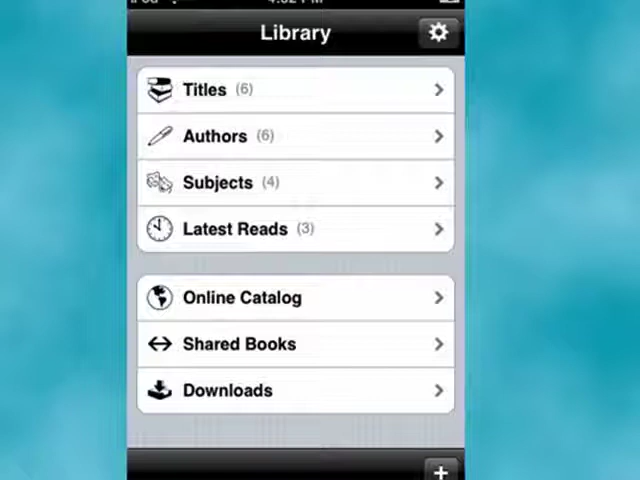 Library
Titles (6)
Authors (6)
Subjects (4)
Latest Reads (3)
Online Catalog
Shared Books
Downloads